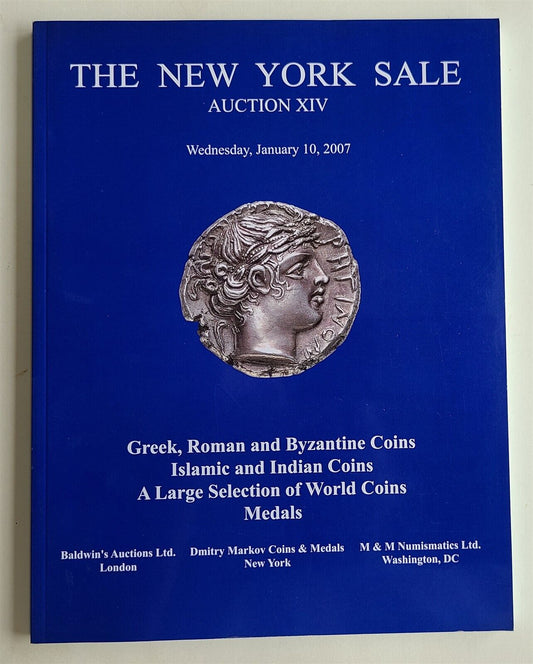 THE NEW YORK SALE
AUCTION XIV
Wednesday, January 10, 2007
ΡΗΓΙΝΟΝ
Greek, Roman and Byzantine Coins
Islamic and Indian Coins
A Large Selection of World Coins
Medals
Baldwin's Auctions Ltd.
London
Dmitry Markov Coins & Medals
New York
M & M Numismatics Ltd.
Washington, DC